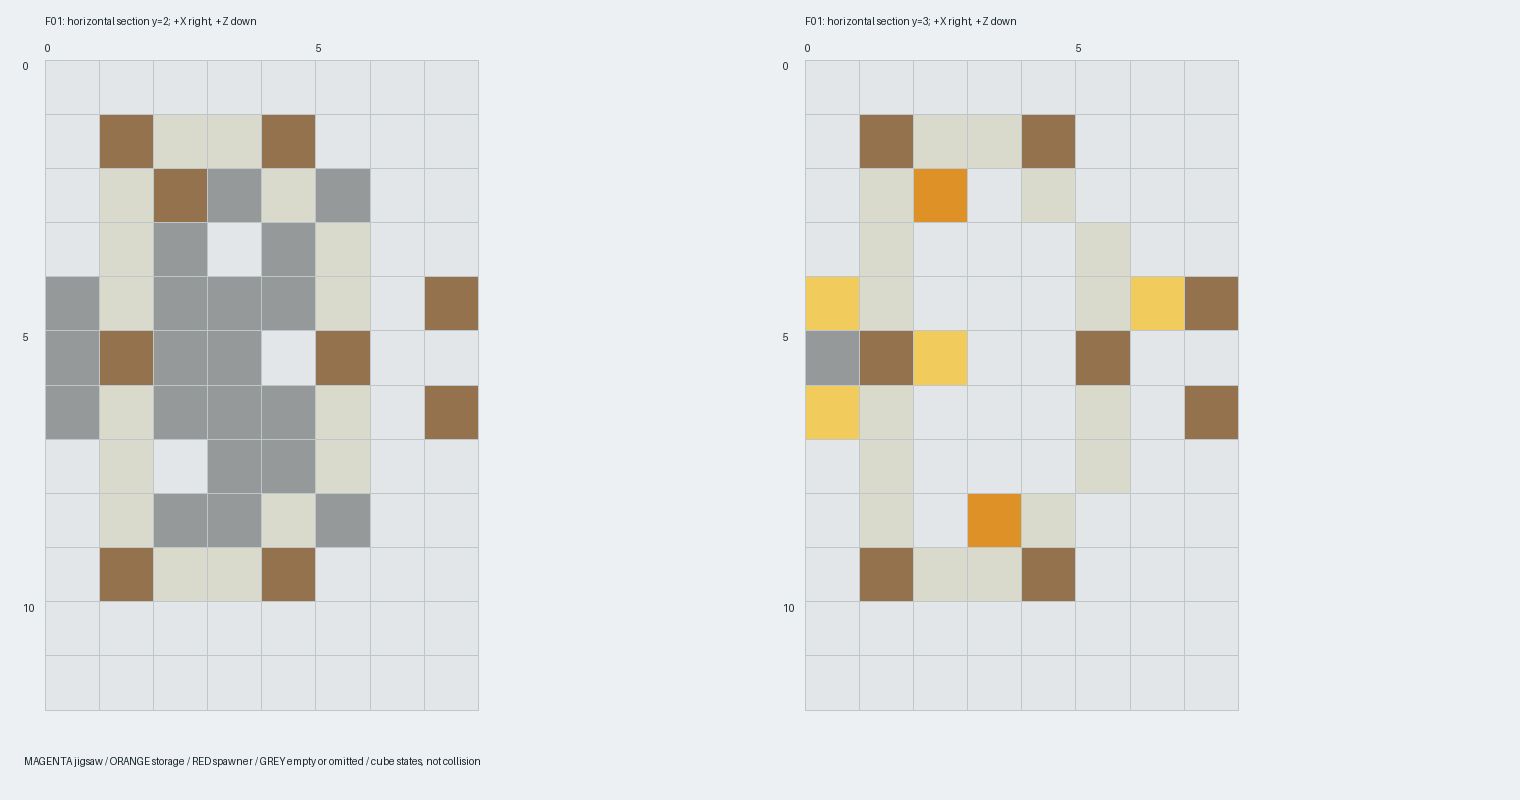 F01: horizontal section y=2; +X right, +Z down
F01: horizontal section y=3; +X right, +Z down
0 5
0 5
0
0
5
5
10
10
MAGENTA jigsaw / ORANGE storage / RED spawner / GREY empty or omitted / cube states, not collision